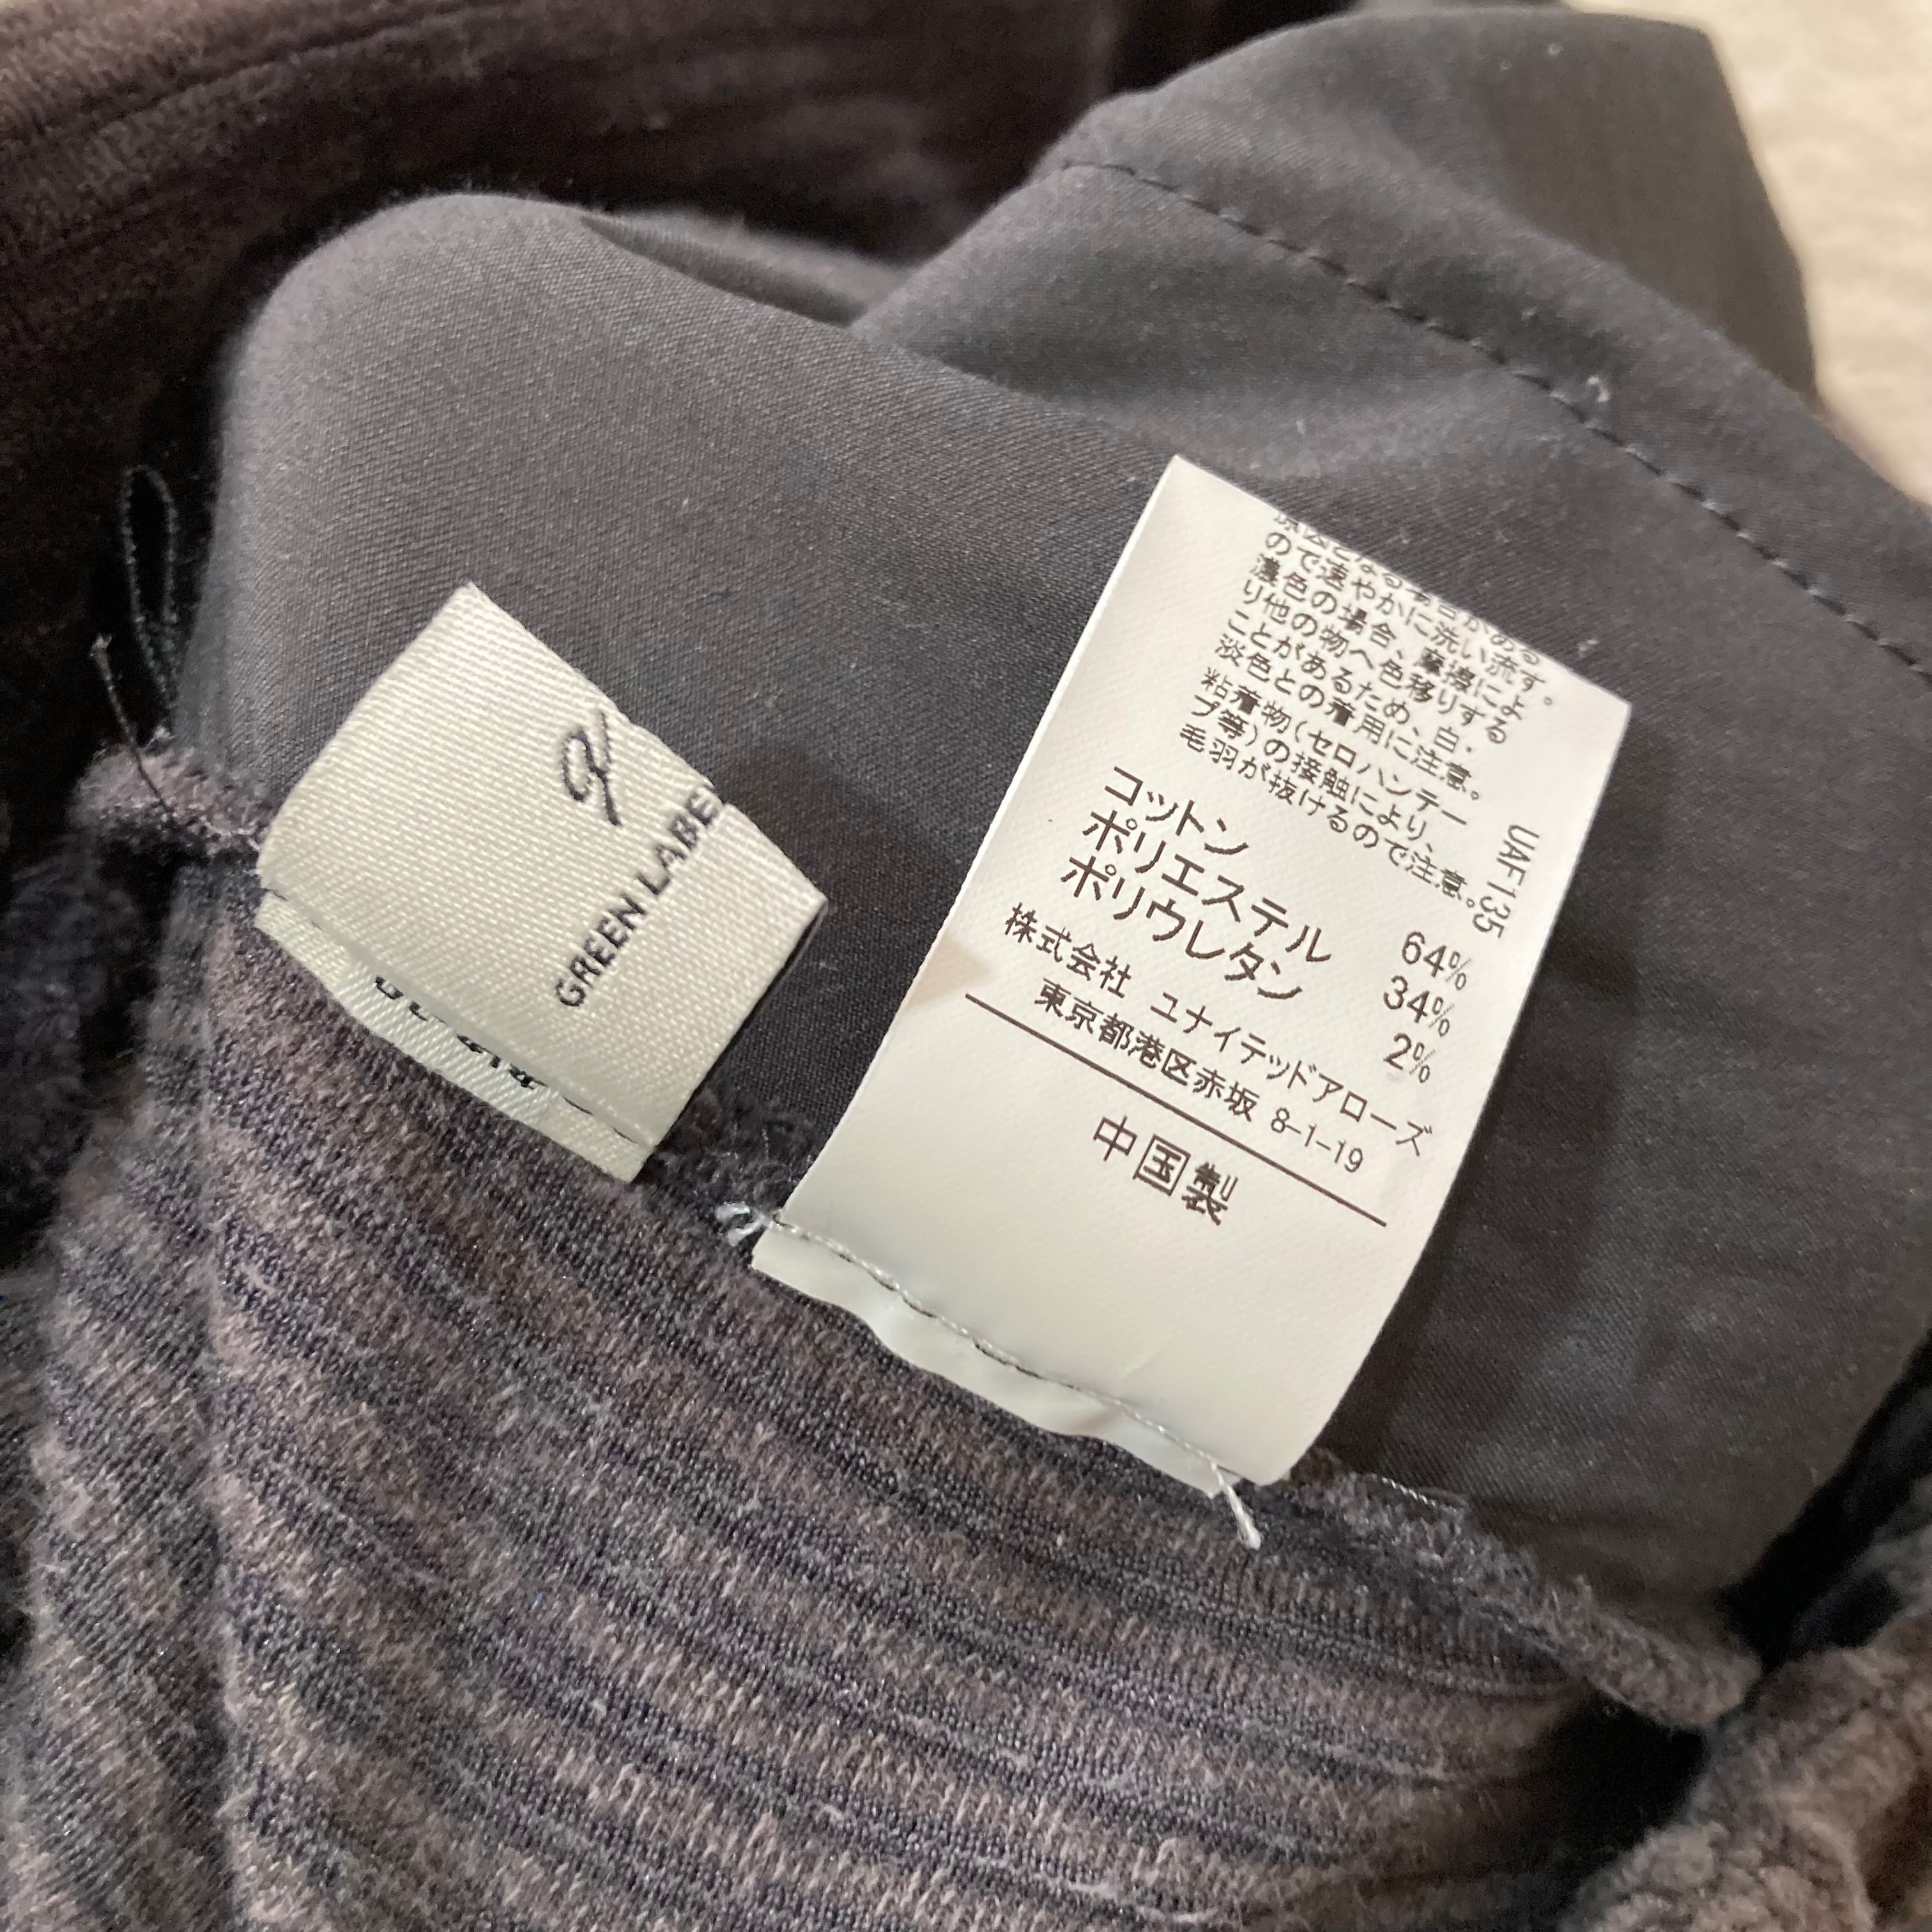 GREEN LABEL
ので速やかに洗い流す。
濃色の場合、摩擦によ
り他の物へ色移りする
ことがあるため、白・
淡色との着用に注意。
粘着物(セロハンテー
プ等)の接触により、
毛羽が抜けるので注意。
UAF135
コットン 64%
ポリエステル 34%
ポリウレタン 2%
株式会社 ユナイテッドアローズ
東京都港区赤坂 8-1-19
中国製